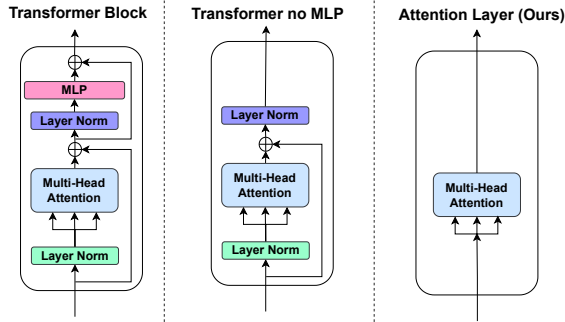 Transformer Block
MLP
Layer Norm
Multi-Head
Attention
Layer Norm
Transformer no MLP
Layer Norm
Multi-Head
Attention
Layer Norm
Attention Layer (Ours)
Multi-Head
Attention